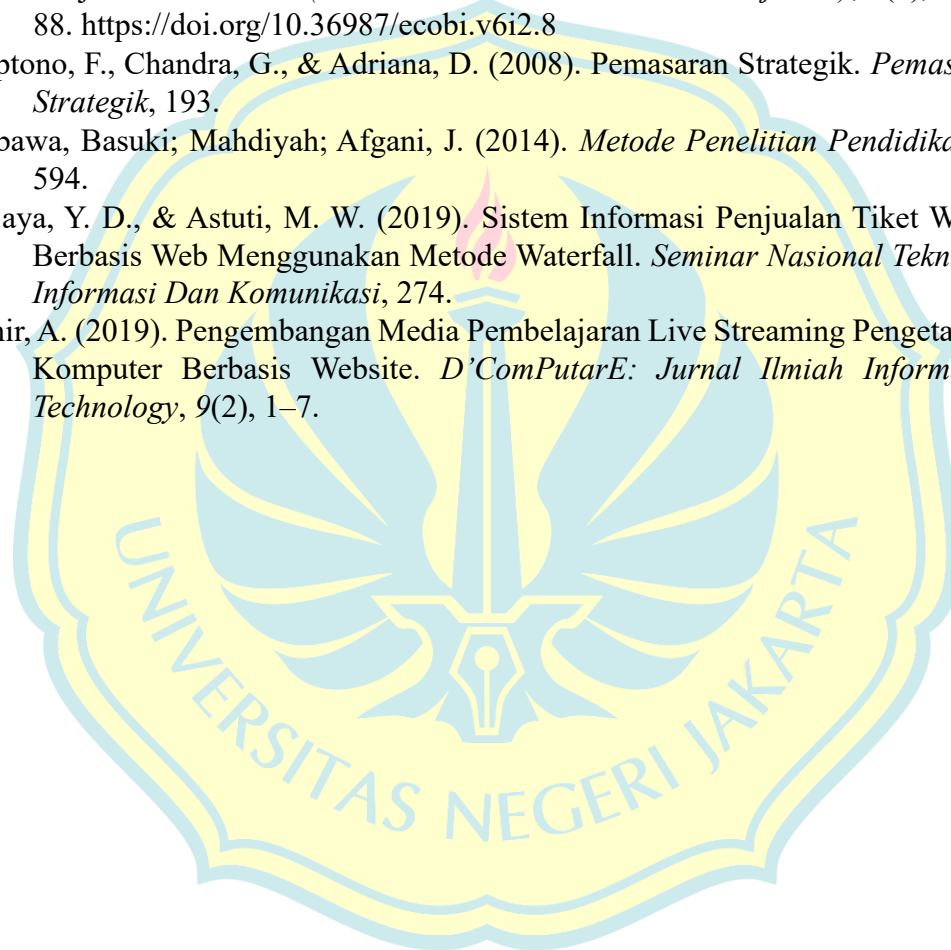 88. https://doi.org/10.36987/ecobi.v6i2.8
ptono, F., Chandra, G., & Adriana, D. (2008). Pemasaran Strategik. Pemas
Strategik, 193.
bawa, Basuki; Mahdiyah; Afgani, J. (2014). Metode Penelitian Pendidika
594.
aya, Y. D., & Astuti, M. W. (2019). Sistem Informasi Penjualan Tiket W
Berbasis Web Menggunakan Metode Waterfall. Seminar Nasional Tekn
Informasi Dan Komunikasi, 274.
ir, A. (2019). Pengembangan Media Pembelajaran Live Streaming Pengeta
Komputer Berbasis Website. D'ComPutarE: Jurnal Ilmiah Inform
Technology, 9(2), 1–7.
UNIVERSITAS NEGERI JAKARTA